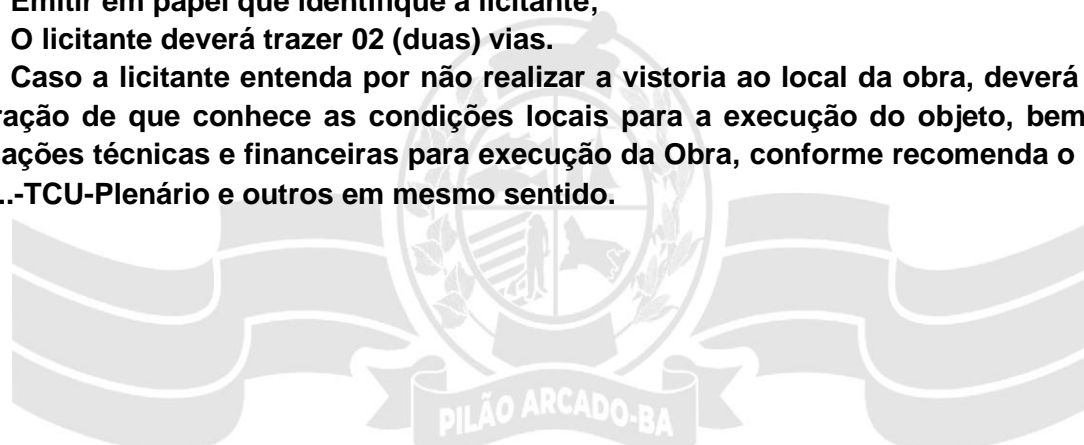 Emitir em papel que identifique a licitante;
O licitante deverá trazer 02 (duas) vias.
Caso a licitante entenda por não realizar a vistoria ao local da obra, deverá
ração de que conhece as condições locais para a execução do objeto, bem
ações técnicas e financeiras para execução da Obra, conforme recomenda o
..-TCU-Plenário e outros em mesmo sentido.
PILÃO ARCADO-BA